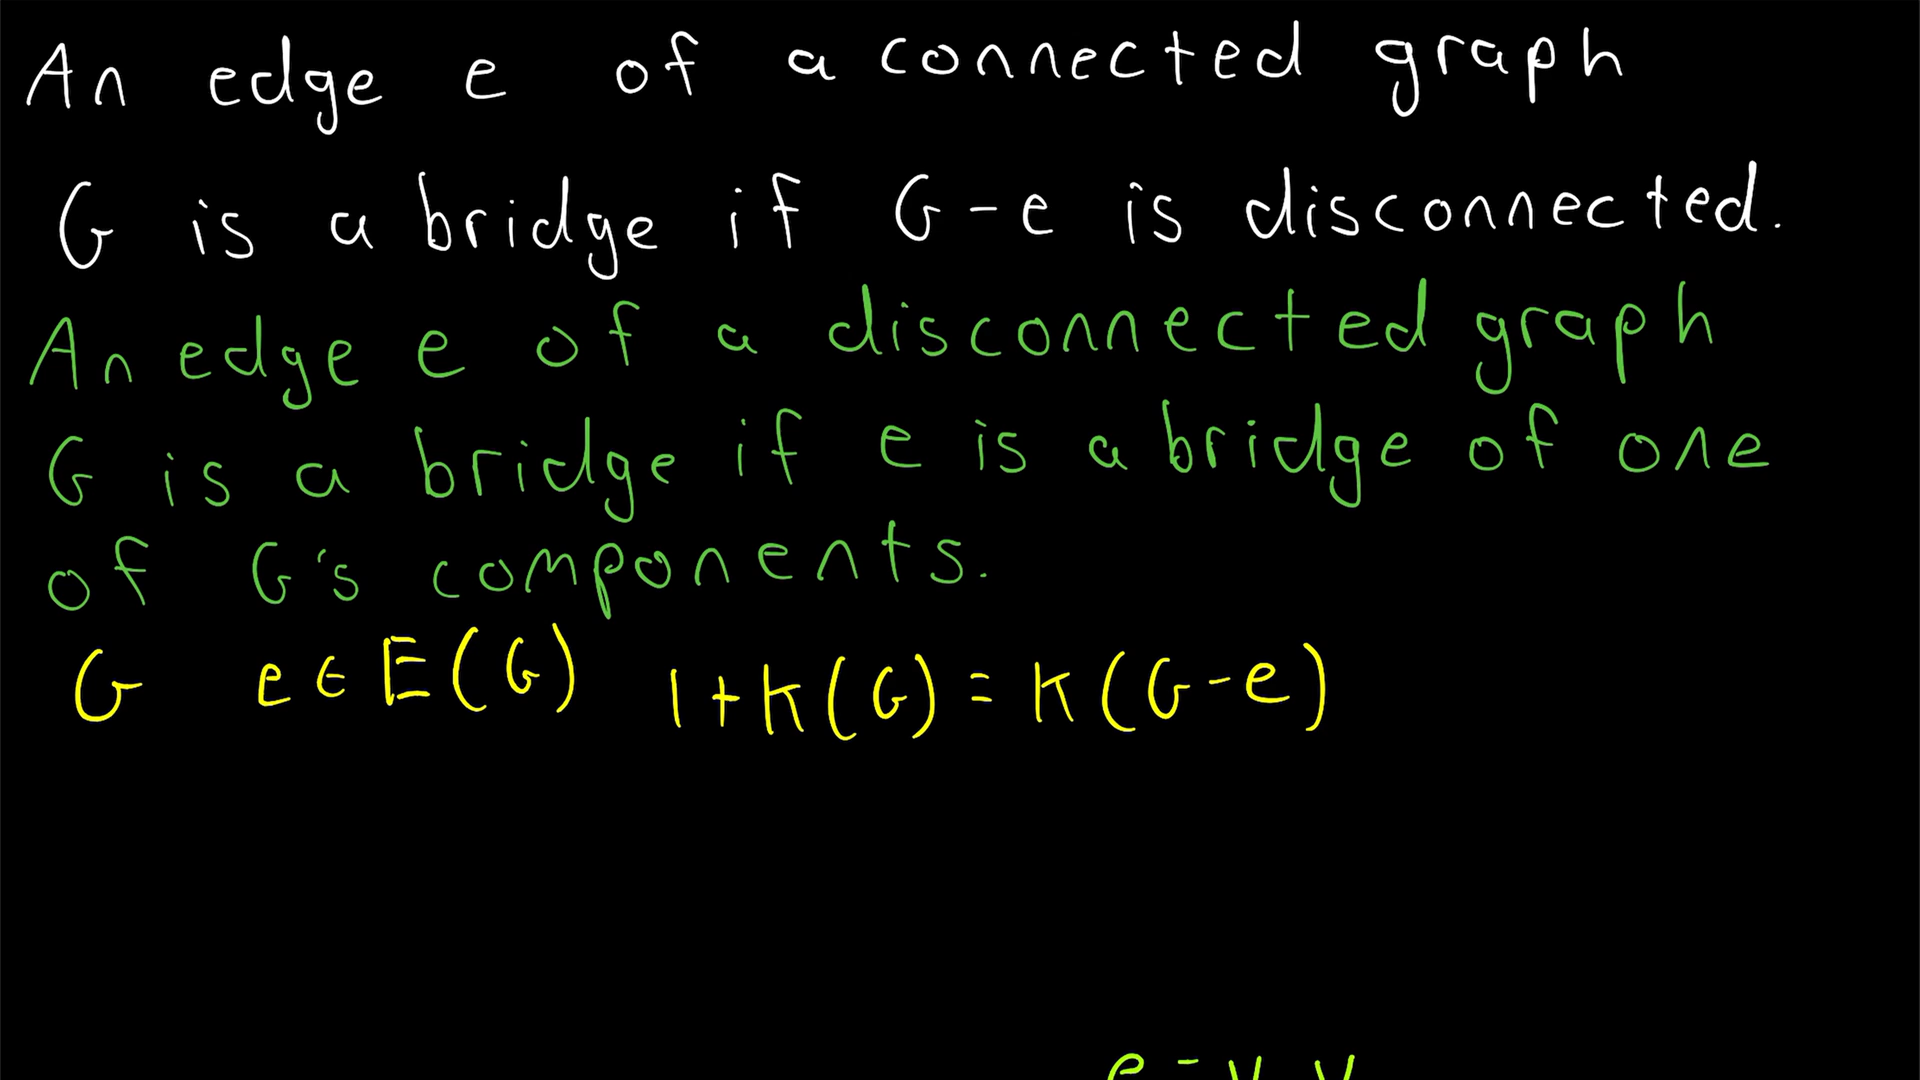 An edge e of a connected graph
G is a bridge if G-e is disconnected.
An edge e of a disconnected graph
G is a bridge if e is a bridge of one
of G's components.
G e∈E(G) 1+K(G)=K(G-e)
e =